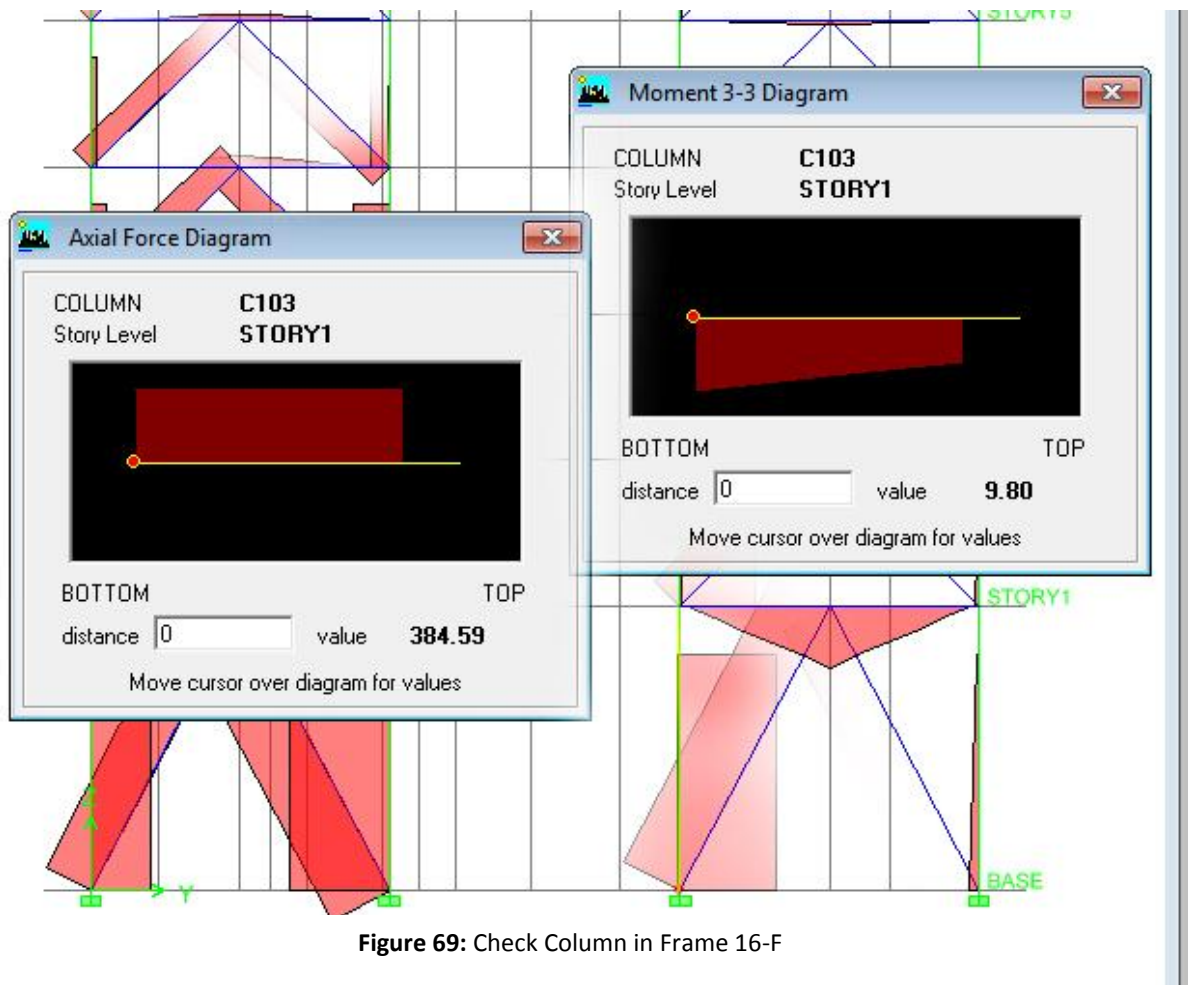 STORY5
Moment 3-3 Diagram
COLUMN C103
Story Level STORY1
BOTTOM TOP
distance 0 value 9.80
Move cursor over diagram for values
Axial Force Diagram
COLUMN C103
Story Level STORY1
BOTTOM TOP
distance 0 value 384.59
Move cursor over diagram for values
STORY1
Z
Y
BASE
Figure 69: Check Column in Frame 16-F